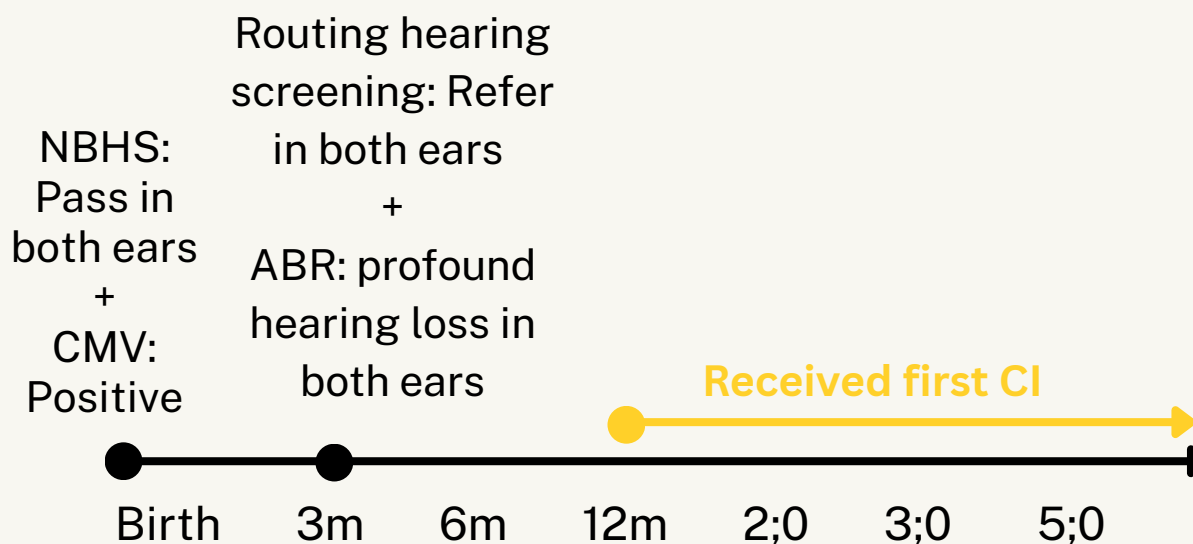 NBHS:
Pass in
both ears
+
CMV:
Positive
Routing hearing
screening: Refer
in both ears
+
ABR: profound
hearing loss in
both ears
Received first CI
Birth 3m 6m 12m 2;0 3;0 5;0